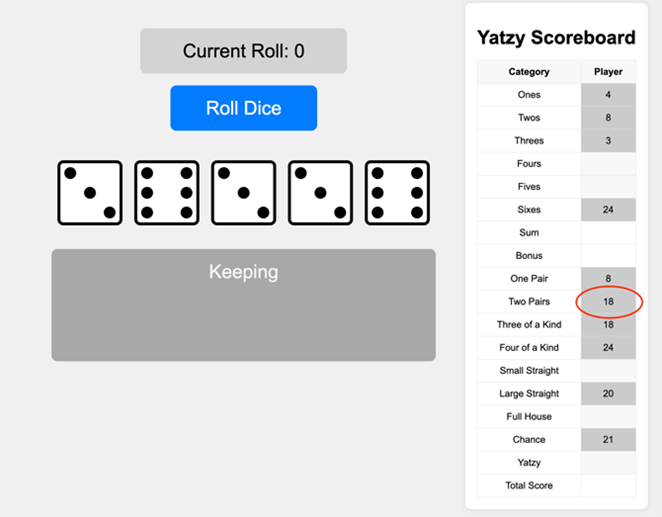 Current Roll: 0
Roll Dice
Keeping
Yatzy Scoreboard
Category Player
Ones 4
Twos 8
Threes 3
Fours
Fives
Sixes 24
Sum
Bonus
One Pair 8
Two Pairs 18
Three of a Kind 18
Four of a Kind 24
Small Straight
Large Straight 20
Full House
Chance 21
Yatzy
Total Score